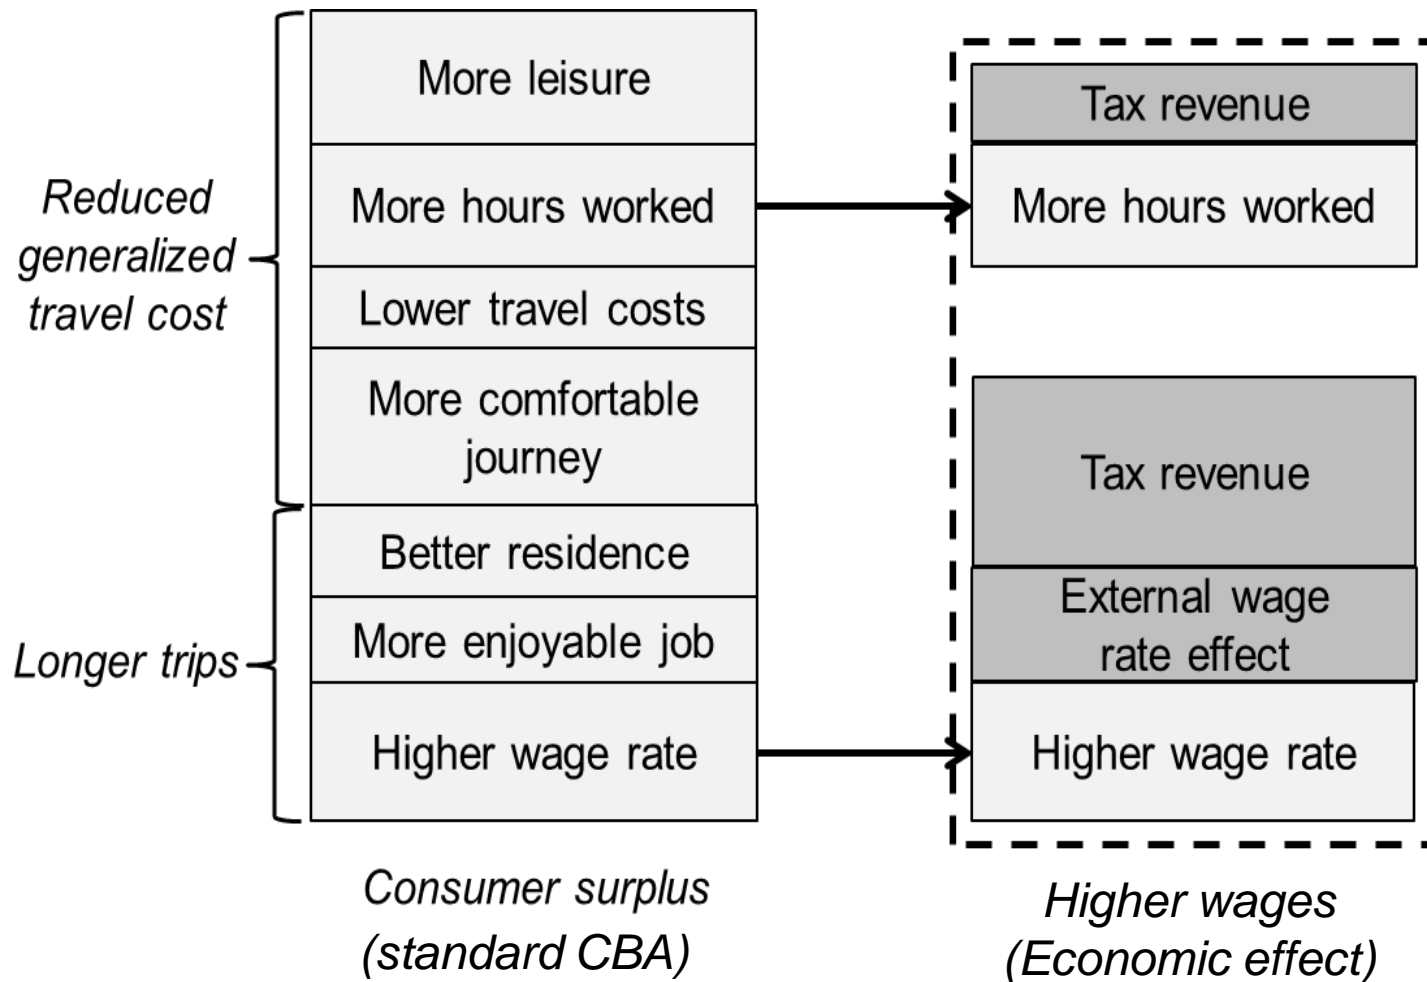 Reduced
generalized
travel cost
Longer trips
More leisure
More hours worked
Lower travel costs
More comfortable
journey
Better residence
More enjoyable job
Higher wage rate
Consumer surplus
(standard CBA)
Tax revenue
More hours worked
Tax revenue
External wage
rate effect
Higher wage rate
Higher wages
(Economic effect)